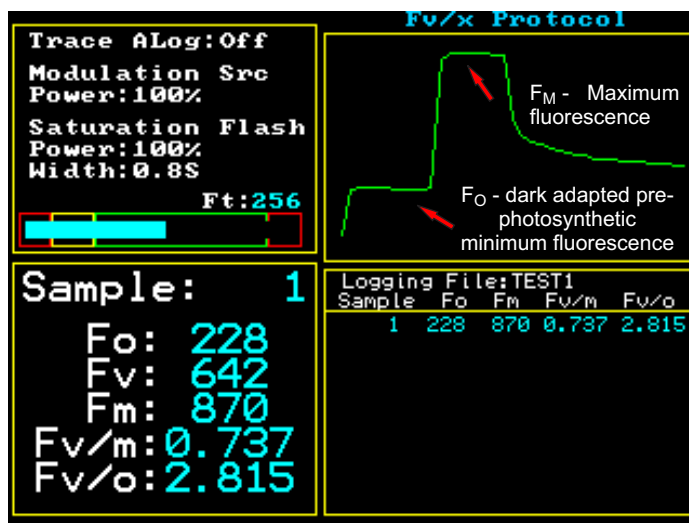 Fv/x Protocol
Trace ALog:Off
Modulation Src
Power:100%
Saturation Flash
Power:100%
Width:0.8S
Ft:256
FM - Maximum
fluorescence
FO - dark adapted pre-
photosynthetic
minimum fluorescence
Sample: 1
Fo: 228
Fv: 642
Fm: 870
Fv/m:0.737
Fv/o:2.815
Logging File:TEST1
Sample Fo Fm Fv/m Fv/o
1 228 870 0.737 2.815